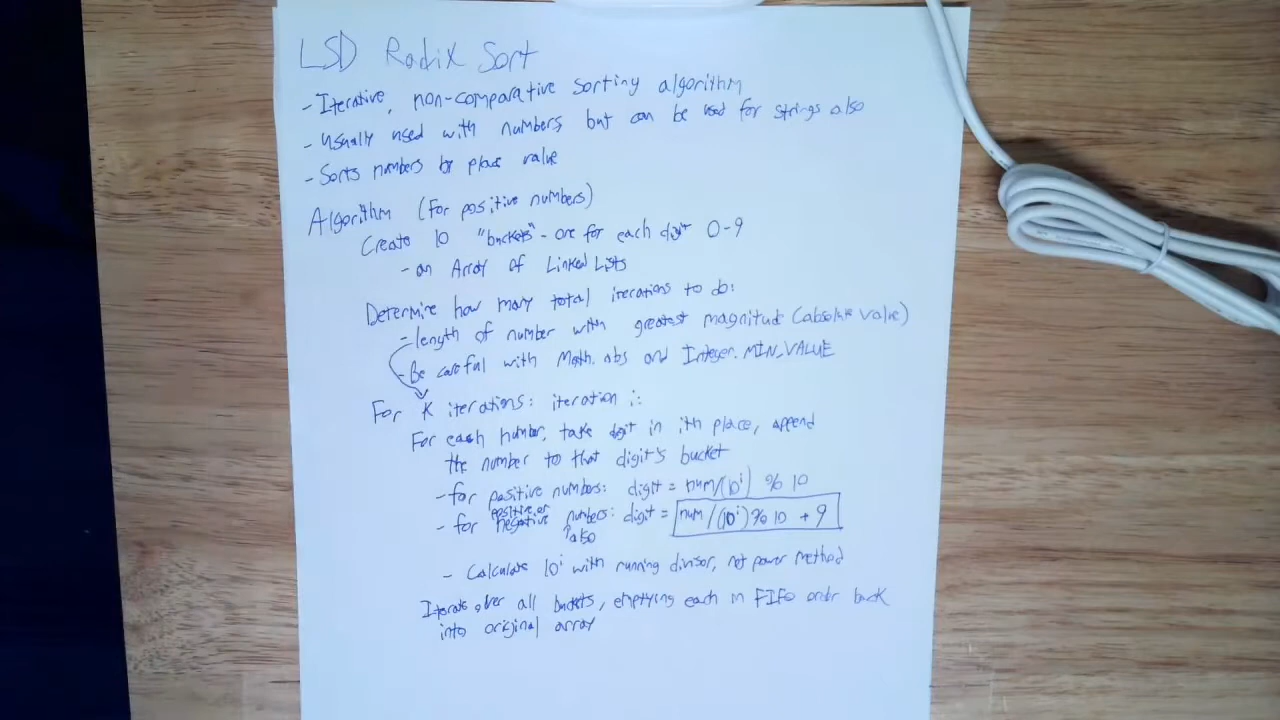 LSD Radix Sort
- Iterative, non-comparative sorting algorithm
- Usually used with numbers, but can be used for strings also
- Sorts numbers by place value
Algorithm (for positive numbers)
Create 10 "buckets" - one for each digit 0-9
- an Array of Linked Lists
Determine how many total iterations to do:
- length of number with greatest magnitude (absolute value)
- Be careful with Math.abs and Integer.MIN_VALUE
For K iterations: iteration i:
For each number, take digit in ith place, append
the number to that digit's bucket
- for positive numbers: digit = num/(10^i) % 10
- for positive or negative numbers also: digit = num/(10^i) % 10 + 9
- Calculate 10^i with running divisor, not power method
Iterate over all buckets, emptying each in FIFO order back
into original array